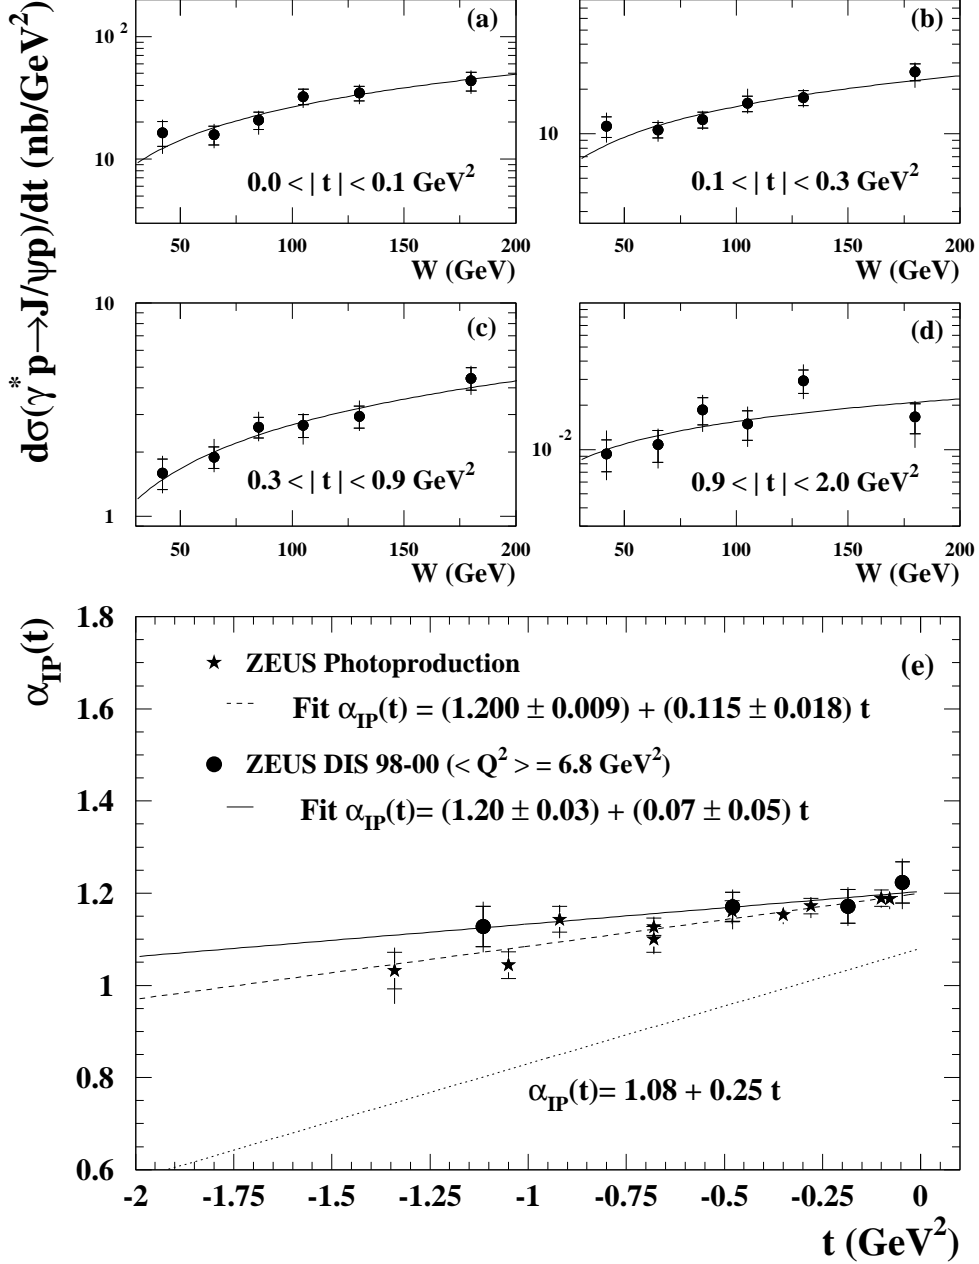 dσ(γ* p→J/ψp)/dt (nb/GeV²)
(a)
10²
10
0.0 < | t | < 0.1 GeV²
50 100 150 200
W (GeV)
(b)
10
0.1 < | t | < 0.3 GeV²
50 100 150 200
W (GeV)
(c)
10
1
0.3 < | t | < 0.9 GeV²
50 100 150 200
W (GeV)
(d)
10⁻²
0.9 < | t | < 2.0 GeV²
50 100 150 200
W (GeV)
α_IP(t)
1.8
1.6
1.4
1.2
1
0.8
0.6
(e)
ZEUS Photoproduction
Fit α_IP(t) = (1.200 ± 0.009) + (0.115 ± 0.018) t
ZEUS DIS 98-00 (< Q² > = 6.8 GeV²)
Fit α_IP(t)= (1.20 ± 0.03) + (0.07 ± 0.05) t
α_IP(t)= 1.08 + 0.25 t
-2 -1.75 -1.5 -1.25 -1 -0.75 -0.5 -0.25 0
t (GeV²)